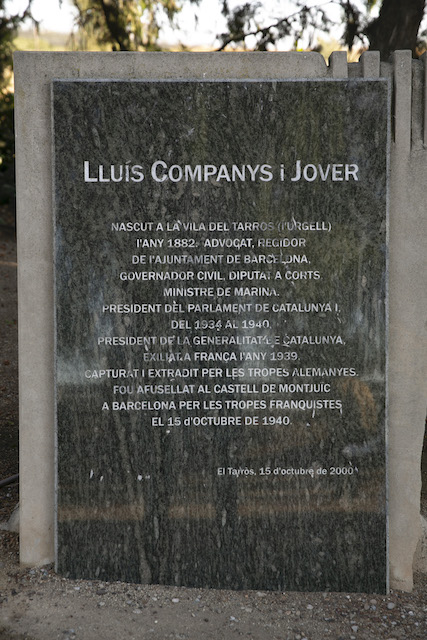 LLUÍS COMPANYS i JOVER
NASCUT A LA VILA DEL TARRÒS (l'URGELL)
l'ANY 1882. ADVOCAT, REGIDOR
DE l'AJUNTAMENT DE BARCELONA,
GOVERNADOR CIVIL, DIPUTAT A CORTS,
MINISTRE DE MARINA,
PRESIDENT DEL PARLAMENT DE CATALUNYA I,
DEL 1934 AL 1940,
PRESIDENT DE LA GENERALITAT DE CATALUNYA,
EXILIAT A FRANÇA l'ANY 1939,
CAPTURAT I EXTRADIT PER LES TROPES ALEMANYES.
FOU AFUSELLAT AL CASTELL DE MONTJUÏC
A BARCELONA PER LES TROPES FRANQUISTES
EL 15 d'OCTUBRE DE 1940.
El Tarròs, 15 d'octubre de 2000